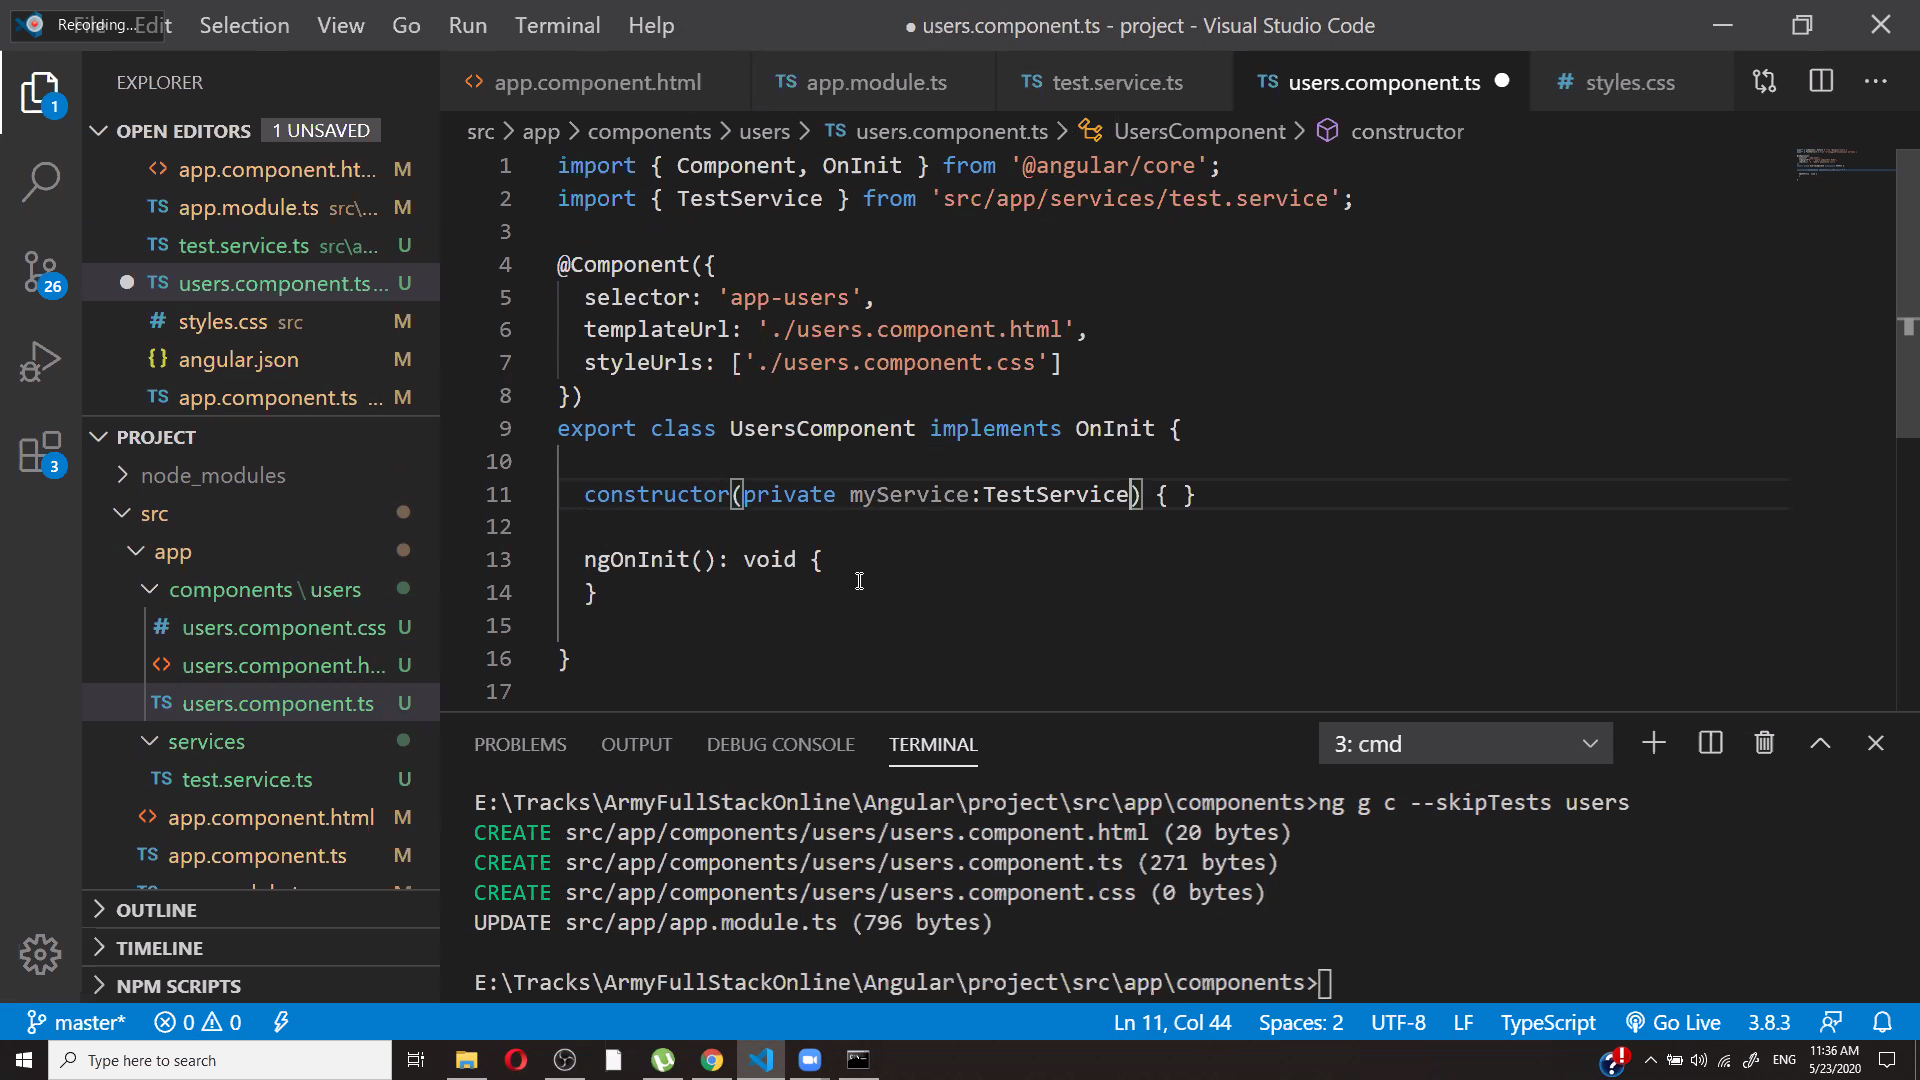 Recording...
File Edit Selection View Go Run Terminal Help
● users.component.ts - project - Visual Studio Code
EXPLORER
OPEN EDITORS 1 UNSAVED
app.component.ht... M
TS app.module.ts src\... M
TS test.service.ts src\a... U
TS users.component.ts... U
# styles.css src M
{} angular.json M
TS app.component.ts ... M
PROJECT
node_modules
src
app
components \ users
# users.component.css U
<> users.component.h... U
TS users.component.ts U
services
TS test.service.ts U
<> app.component.html M
TS app.component.ts M
OUTLINE
TIMELINE
NPM SCRIPTS
1
26
3
<> app.component.html
TS app.module.ts
TS test.service.ts
TS users.component.ts ●
# styles.css
src > app > components > users > TS users.component.ts > UsersComponent > constructor
1 import { Component, OnInit } from '@angular/core';
2 import { TestService } from 'src/app/services/test.service';
3
4 @Component({
5 selector: 'app-users',
6 templateUrl: './users.component.html',
7 styleUrls: ['./users.component.css']
8 })
9 export class UsersComponent implements OnInit {
10
11 constructor(private myService:TestService) { }
12
13 ngOnInit(): void {
14 }
15
16 }
17
PROBLEMS OUTPUT DEBUG CONSOLE TERMINAL 3: cmd
E:\Tracks\ArmyFullStackOnline\Angular\project\src\app\components>ng g c --skipTests users
CREATE src/app/components/users/users.component.html (20 bytes)
CREATE src/app/components/users/users.component.ts (271 bytes)
CREATE src/app/components/users/users.component.css (0 bytes)
UPDATE src/app/app.module.ts (796 bytes)
E:\Tracks\ArmyFullStackOnline\Angular\project\src\app\components>
master* 0 0 Ln 11, Col 44 Spaces: 2 UTF-8 LF TypeScript Go Live 3.8.3
Type here to search
ENG
11:36 AM
5/23/2020